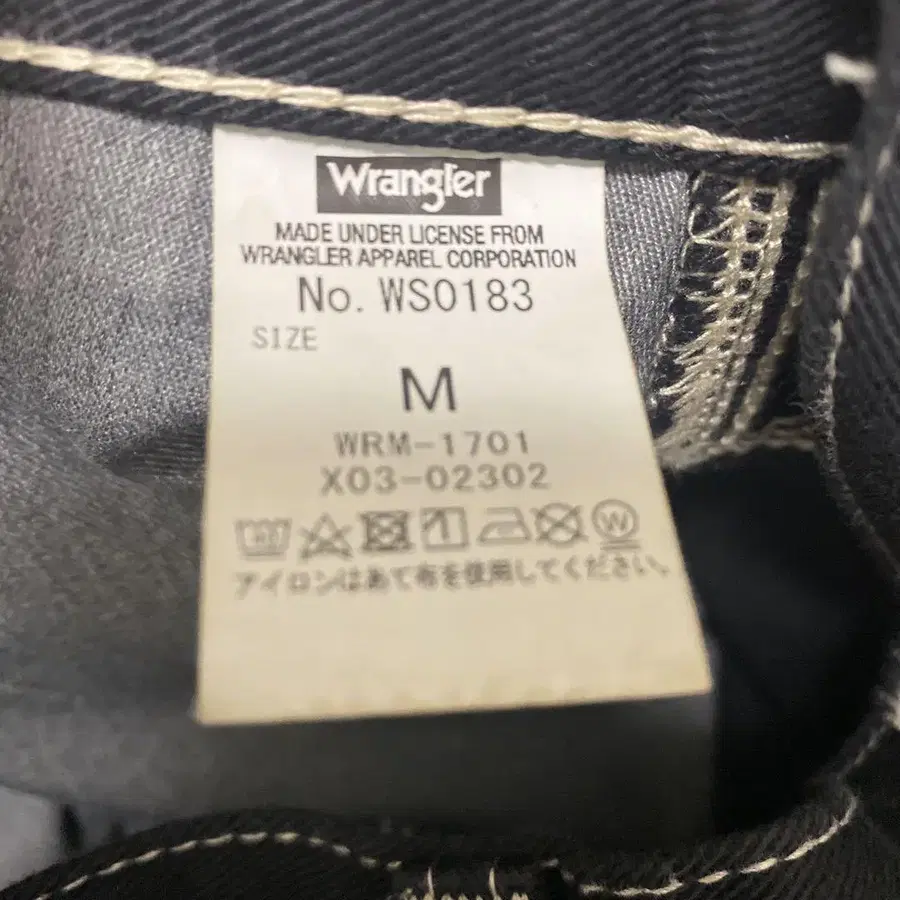 Wrangler
MADE UNDER LICENSE FROM
WRANGLER APPAREL CORPORATION
No. WS0183
SIZE
M
WRM-1701
X03-02302
W
アイロンはあて布を使用してください。